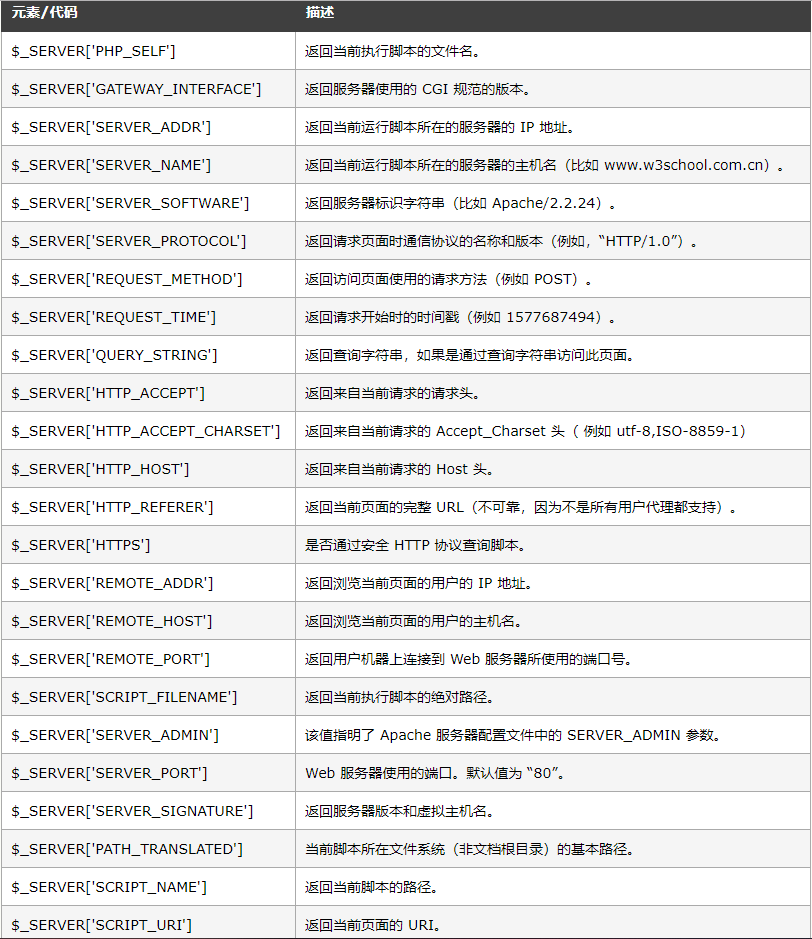 元素/代码 描述
$_SERVER['PHP_SELF'] 返回当前执行脚本的文件名。
$_SERVER['GATEWAY_INTERFACE'] 返回服务器使用的 CGI 规范的版本。
$_SERVER['SERVER_ADDR'] 返回当前运行脚本所在的服务器的 IP 地址。
$_SERVER['SERVER_NAME'] 返回当前运行脚本所在的服务器的主机名（比如 www.w3school.com.cn）。
$_SERVER['SERVER_SOFTWARE'] 返回服务器标识字符串（比如 Apache/2.2.24）。
$_SERVER['SERVER_PROTOCOL'] 返回请求页面时通信协议的名称和版本（例如，“HTTP/1.0”）。
$_SERVER['REQUEST_METHOD'] 返回访问页面使用的请求方法（例如 POST）。
$_SERVER['REQUEST_TIME'] 返回请求开始时的时间戳（例如 1577687494）。
$_SERVER['QUERY_STRING'] 返回查询字符串，如果是通过查询字符串访问此页面。
$_SERVER['HTTP_ACCEPT'] 返回来自当前请求的请求头。
$_SERVER['HTTP_ACCEPT_CHARSET'] 返回来自当前请求的 Accept_Charset 头（ 例如 utf-8,ISO-8859-1）
$_SERVER['HTTP_HOST'] 返回来自当前请求的 Host 头。
$_SERVER['HTTP_REFERER'] 返回当前页面的完整 URL（不可靠，因为不是所有用户代理都支持）。
$_SERVER['HTTPS'] 是否通过安全 HTTP 协议查询脚本。
$_SERVER['REMOTE_ADDR'] 返回浏览当前页面的用户的 IP 地址。
$_SERVER['REMOTE_HOST'] 返回浏览当前页面的用户的主机名。
$_SERVER['REMOTE_PORT'] 返回用户机器上连接到 Web 服务器所使用的端口号。
$_SERVER['SCRIPT_FILENAME'] 返回当前执行脚本的绝对路径。
$_SERVER['SERVER_ADMIN'] 该值指明了 Apache 服务器配置文件中的 SERVER_ADMIN 参数。
$_SERVER['SERVER_PORT'] Web 服务器使用的端口。默认值为 “80”。
$_SERVER['SERVER_SIGNATURE'] 返回服务器版本和虚拟主机名。
$_SERVER['PATH_TRANSLATED'] 当前脚本所在文件系统（非文档根目录）的基本路径。
$_SERVER['SCRIPT_NAME'] 返回当前脚本的路径。
$_SERVER['SCRIPT_URI'] 返回当前页面的 URI。